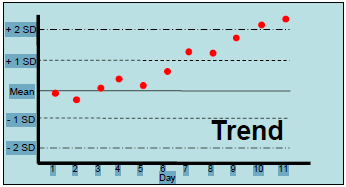 + 2 SD
+ 1 SD
Mean
- 1 SD
- 2 SD
Trend
1 2 3 4 5 6 7 8 9 10 11
Day